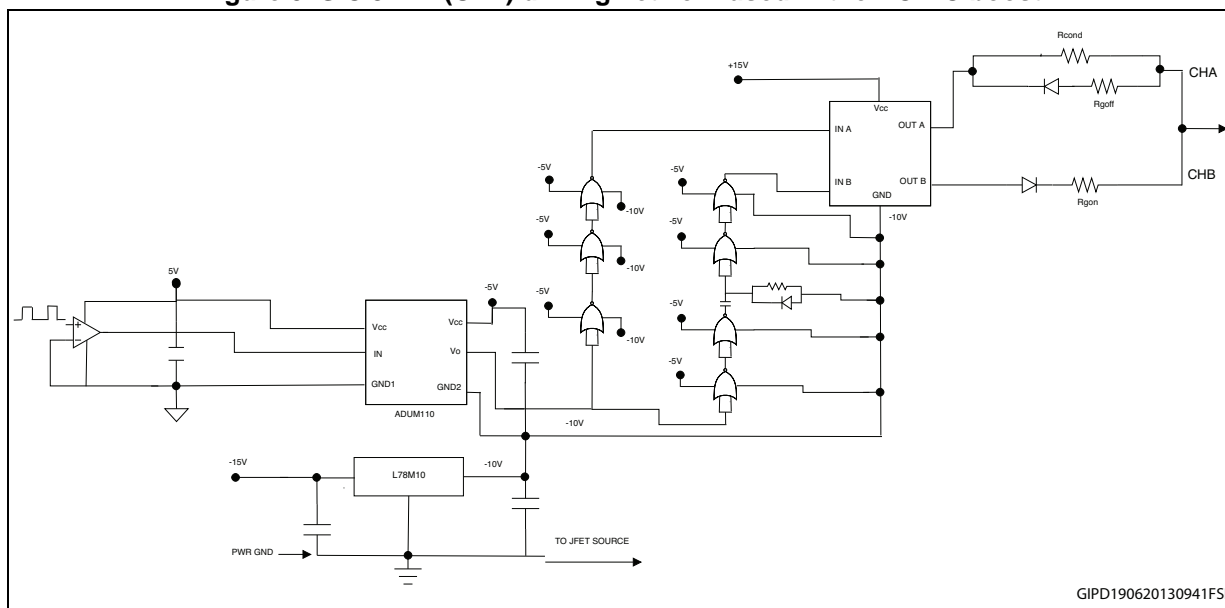 Rcond
CHA
+15V
Rgoff
Vcc
IN A
OUT A
-5V
-5V
IN B
OUT B
CHB
GND
-10V
-10V
Rgon
-5V
-5V
-10V
5V
-5V
-5V
-5V
-10V
Vcc
Vcc
-5V
IN
Vo
GND1
GND2
ADUM110
-10V
-15V
L78M10
-10V
TO JFET SOURCE
PWR GND
GIPD190620130941FS